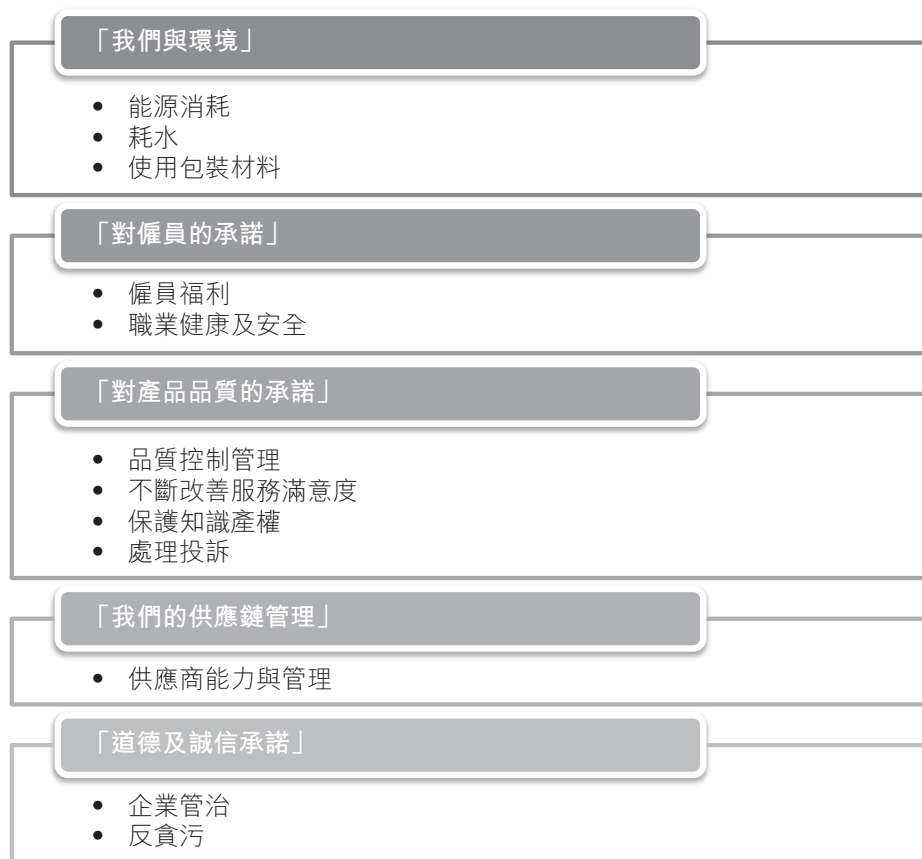 「我們與環境」
• 能源消耗
• 耗水
• 使用包裝材料
「對僱員的承諾」
• 僱員福利
• 職業健康及安全
「對產品品質的承諾」
• 品質控制管理
• 不斷改善服務滿意度
• 保護知識產權
• 處理投訴
「我們的供應鏈管理」
• 供應商能力與管理
「道德及誠信承諾」
• 企業管治
• 反貪污